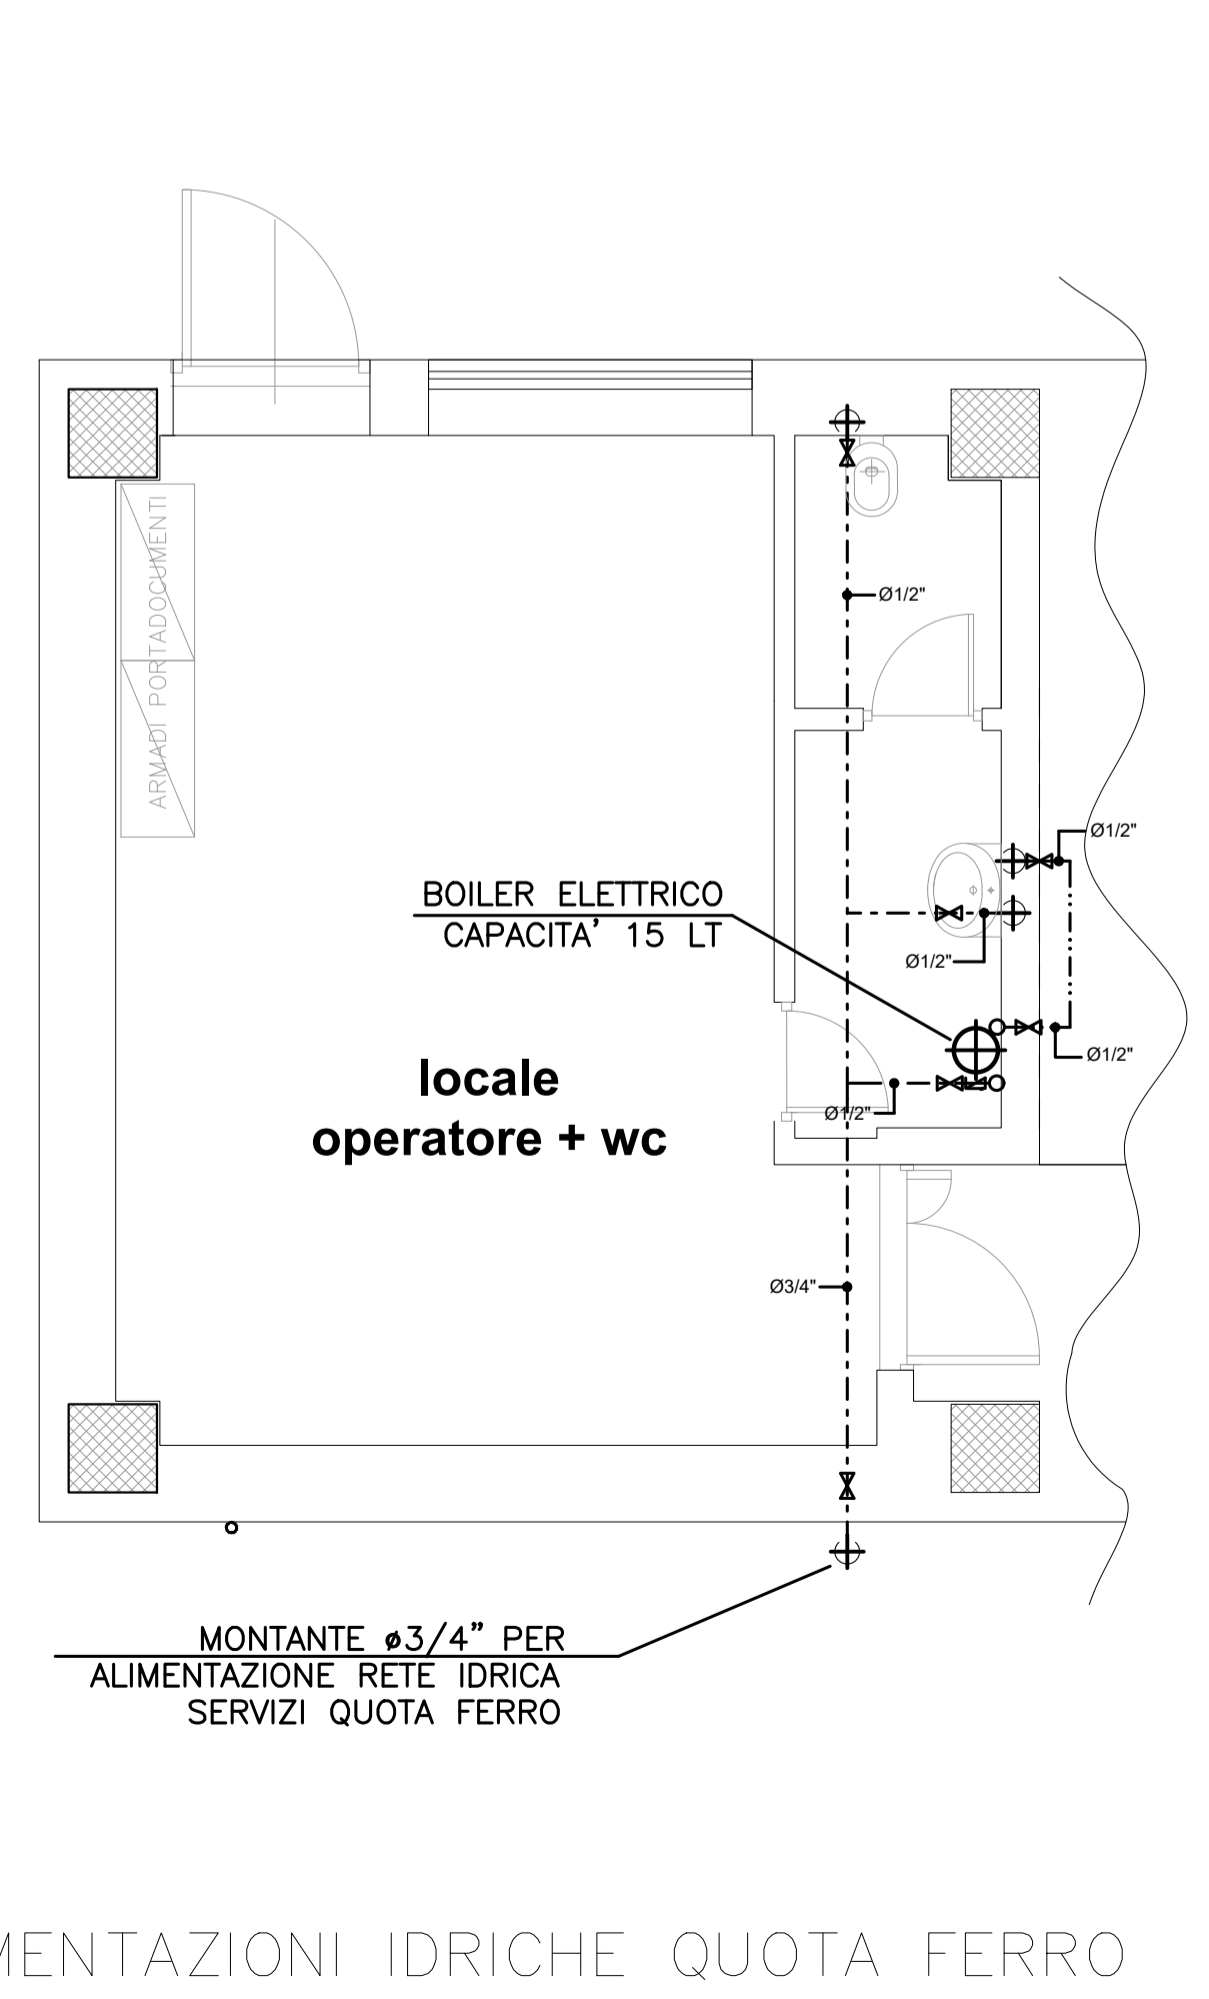 ARMADI PORTADOCUMENTI
Ø1/2"
Ø1/2"
BOILER ELETTRICO
CAPACITA' 15 LT
Ø1/2"
Ø1/2"
Ø1/2"
locale
operatore + wc
Ø3/4"
MONTANTE ø3/4" PER
ALIMENTAZIONE RETE IDRICA
SERVIZI QUOTA FERRO
MENTAZIONI IDRICHE QUOTA FERRO